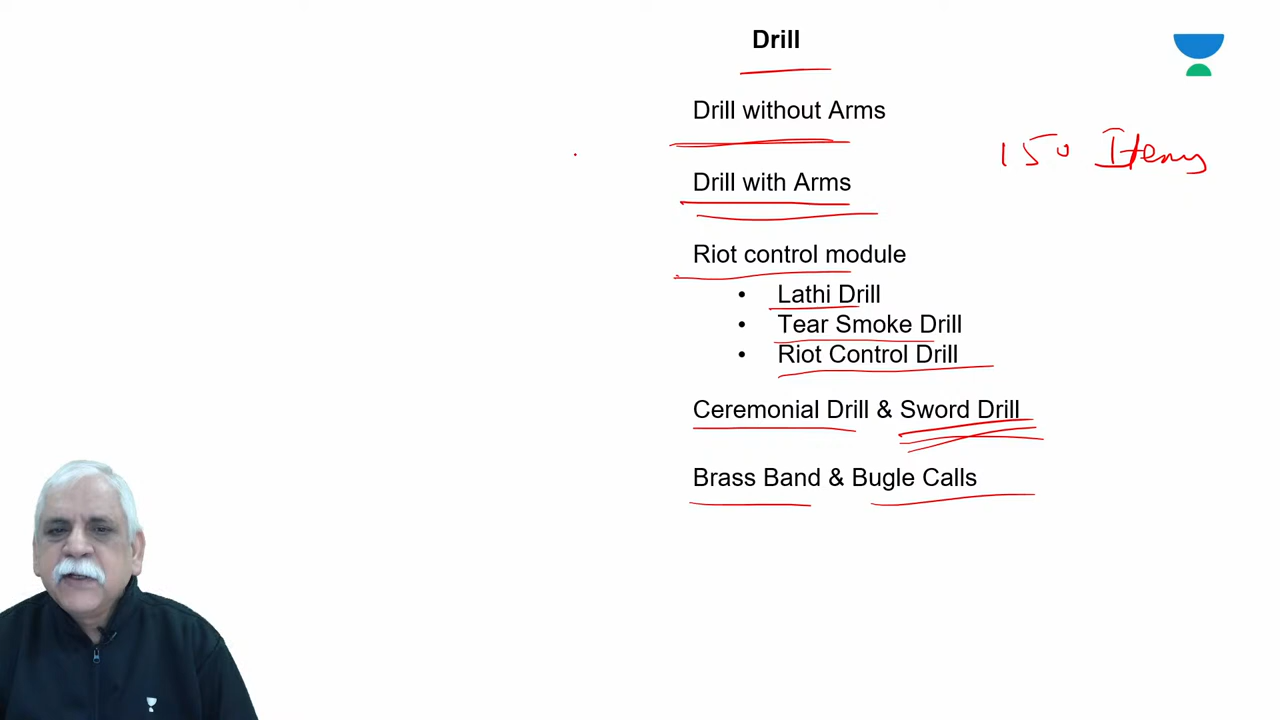 Drill
Drill without Arms
150 Items
Drill with Arms
Riot control module
• Lathi Drill
• Tear Smoke Drill
• Riot Control Drill
Ceremonial Drill & Sword Drill
Brass Band & Bugle Calls